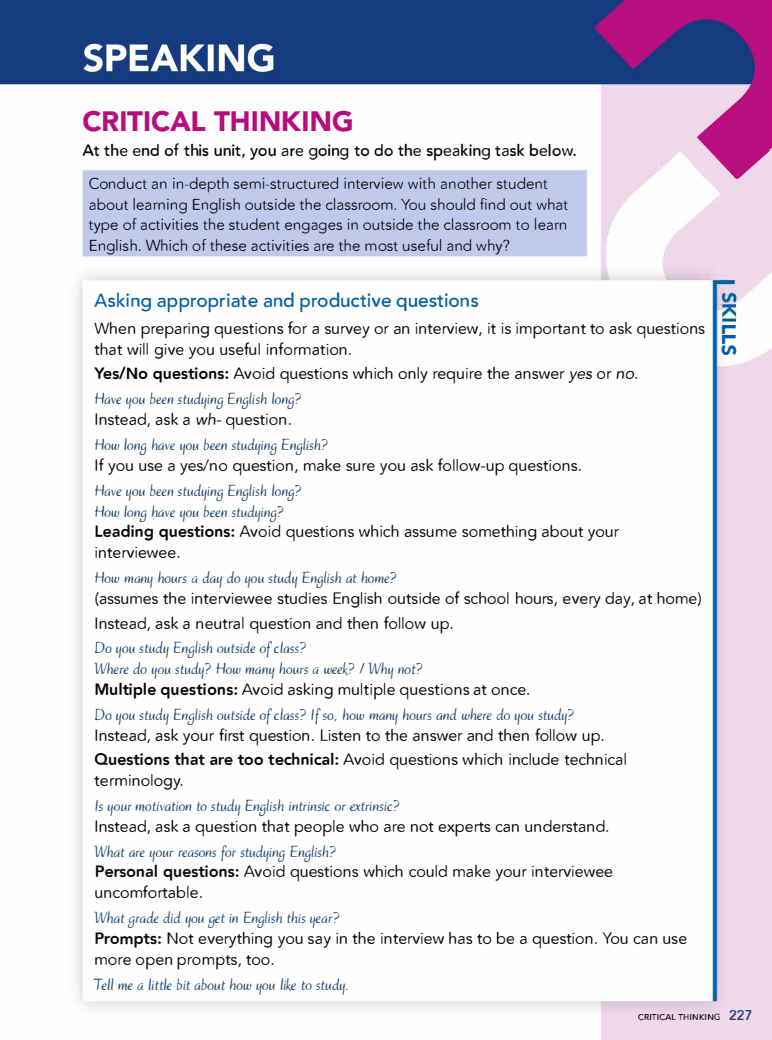 SPEAKING
CRITICAL THINKING
At the end of this unit, you are going to do the speaking task below.
Conduct an in-depth semi-structured interview with another student
about learning English outside the classroom. You should find out what
type of activities the student engages in outside the classroom to learn
English. Which of these activities are the most useful and why?
SKILLS
Asking appropriate and productive questions
When preparing questions for a survey or an interview, it is important to ask questions
that will give you useful information.
Yes/No questions: Avoid questions which only require the answer yes or no.
Have you been studying English long?
Instead, ask a wh- question.
How long have you been studying English?
If you use a yes/no question, make sure you ask follow-up questions.
Have you been studying English long?
How long have you been studying?
Leading questions: Avoid questions which assume something about your
interviewee.
How many hours a day do you study English at home?
(assumes the interviewee studies English outside of school hours, every day, at home)
Instead, ask a neutral question and then follow up.
Do you study English outside of class?
Where do you study? How many hours a week? / Why not?
Multiple questions: Avoid asking multiple questions at once.
Do you study English outside of class? If so, how many hours and where do you study?
Instead, ask your first question. Listen to the answer and then follow up.
Questions that are too technical: Avoid questions which include technical
terminology.
Is your motivation to study English intrinsic or extrinsic?
Instead, ask a question that people who are not experts can understand.
What are your reasons for studying English?
Personal questions: Avoid questions which could make your interviewee
uncomfortable.
What grade did you get in English this year?
Prompts: Not everything you say in the interview has to be a question. You can use
more open prompts, too.
Tell me a little bit about how you like to study.
CRITICAL THINKING 227